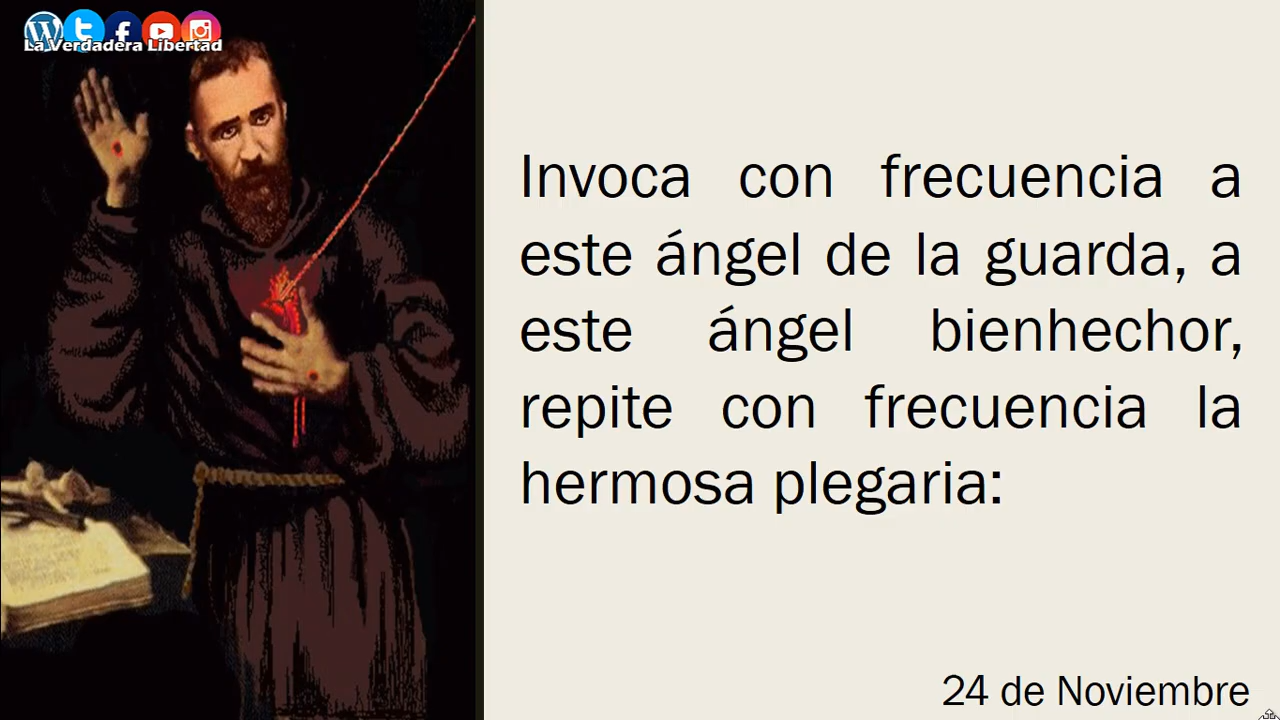 La Verdadera Libertad
Invoca con frecuencia a
este ángel de la guarda, a
este ángel bienhechor,
repite con frecuencia la
hermosa plegaria:
24 de Noviembre